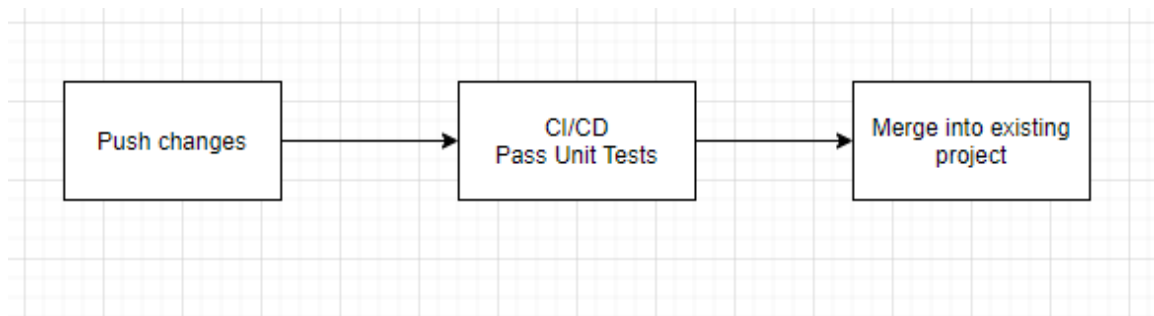 Push changes
CI/CD
Pass Unit Tests
Merge into existing
project